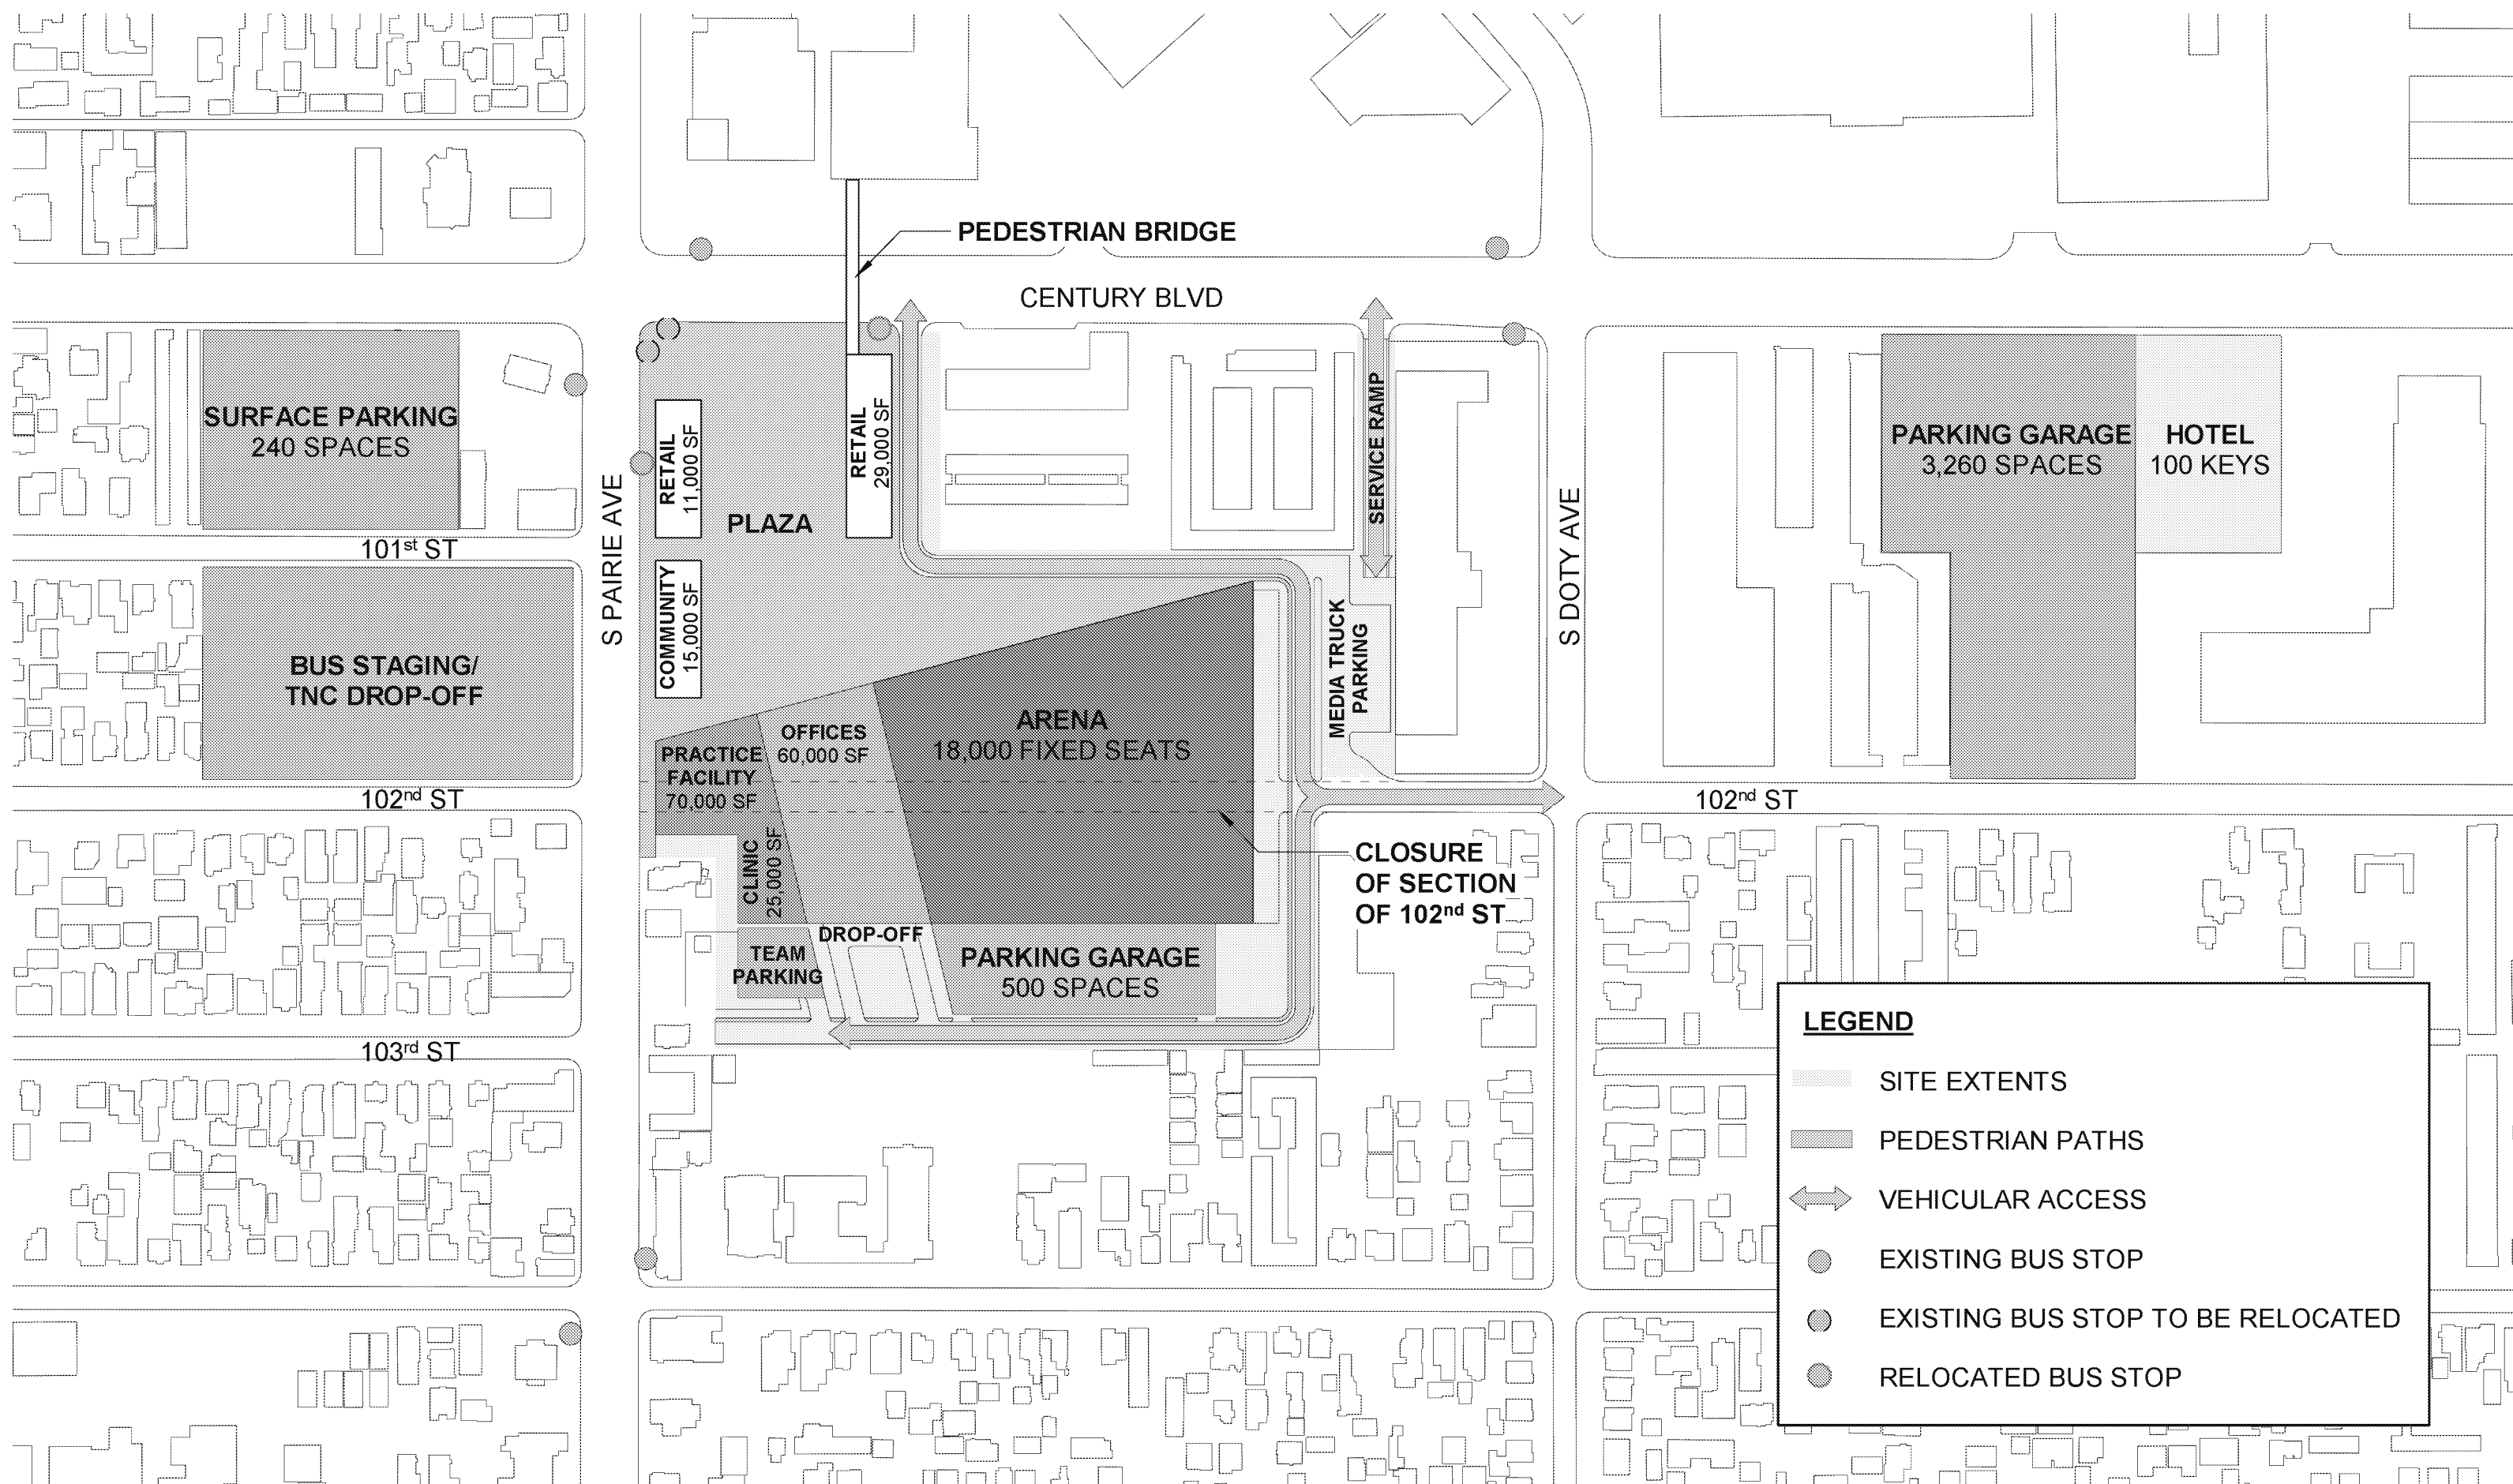 PEDESTRIAN BRIDGE
CENTURY BLVD
SURFACE PARKING
240 SPACES
101st ST
S PAIRIE AVE
RETAIL
11,000 SF
PLAZA
RETAIL
29,000 SF
SERVICE RAMP
S DOTY AVE
PARKING GARAGE
3,260 SPACES
HOTEL
100 KEYS
BUS STAGING/
TNC DROP-OFF
COMMUNITY
15,000 SF
MEDIA TRUCK
PARKING
PRACTICE
FACILITY
70,000 SF
OFFICES
60,000 SF
ARENA
18,000 FIXED SEATS
102nd ST
102nd ST
CLINIC
25,000 SF
CLOSURE
OF SECTION
OF 102nd ST
TEAM
PARKING
DROP-OFF
PARKING GARAGE
500 SPACES
103rd ST
LEGEND
SITE EXTENTS
PEDESTRIAN PATHS
VEHICULAR ACCESS
EXISTING BUS STOP
EXISTING BUS STOP TO BE RELOCATED
RELOCATED BUS STOP